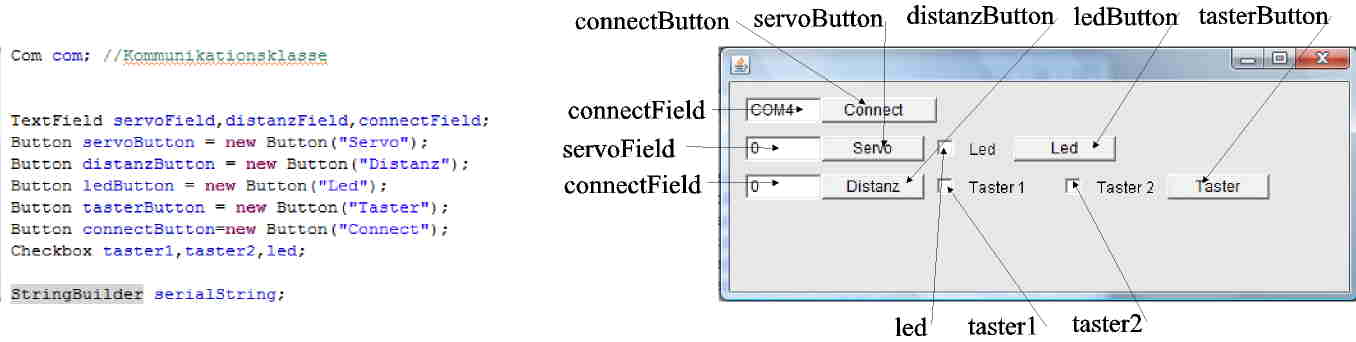 Com com; //Kommunikationsklasse
TextField servoField,distanzField,connectField;
Button servoButton = new Button("Servo");
Button distanzButton = new Button("Distanz");
Button ledButton = new Button("Led");
Button tasterButton = new Button("Taster");
Button connectButton=new Button("Connect");
Checkbox taster1,taster2,led;
StringBuilder serialString;
connectButton servoButton distanzButton ledButton tasterButton
connectField COM4 Connect
servoField 0 Servo Led Led
connectField 0 Distanz Taster 1 Taster 2 Taster
led taster1 taster2